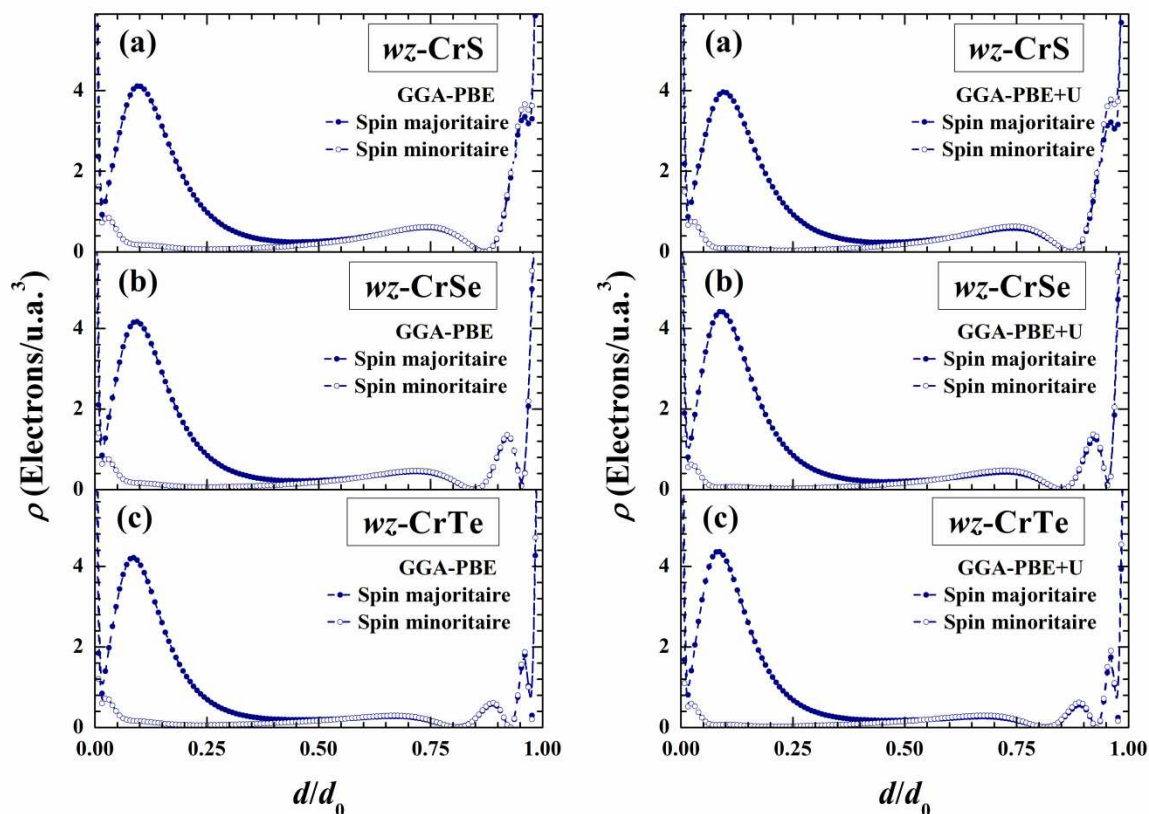 (a)
wz-CrS
GGA-PBE
Spin majoritaire
Spin minoritaire
4
2
0
(b)
wz-CrSe
GGA-PBE
Spin majoritaire
Spin minoritaire
4
2
0
(c)
wz-CrTe
GGA-PBE
Spin majoritaire
Spin minoritaire
4
2
0
0.00 0.25 0.50 0.75 1.00
ρ (Electrons/u.a.³)
d/d₀
(a)
wz-CrS
GGA-PBE+U
Spin majoritaire
Spin minoritaire
4
2
0
(b)
wz-CrSe
GGA-PBE+U
Spin majoritaire
Spin minoritaire
4
2
0
(c)
wz-CrTe
GGA-PBE+U
Spin majoritaire
Spin minoritaire
4
2
0
0.00 0.25 0.50 0.75 1.00
ρ (Electrons/u.a.³)
d/d₀